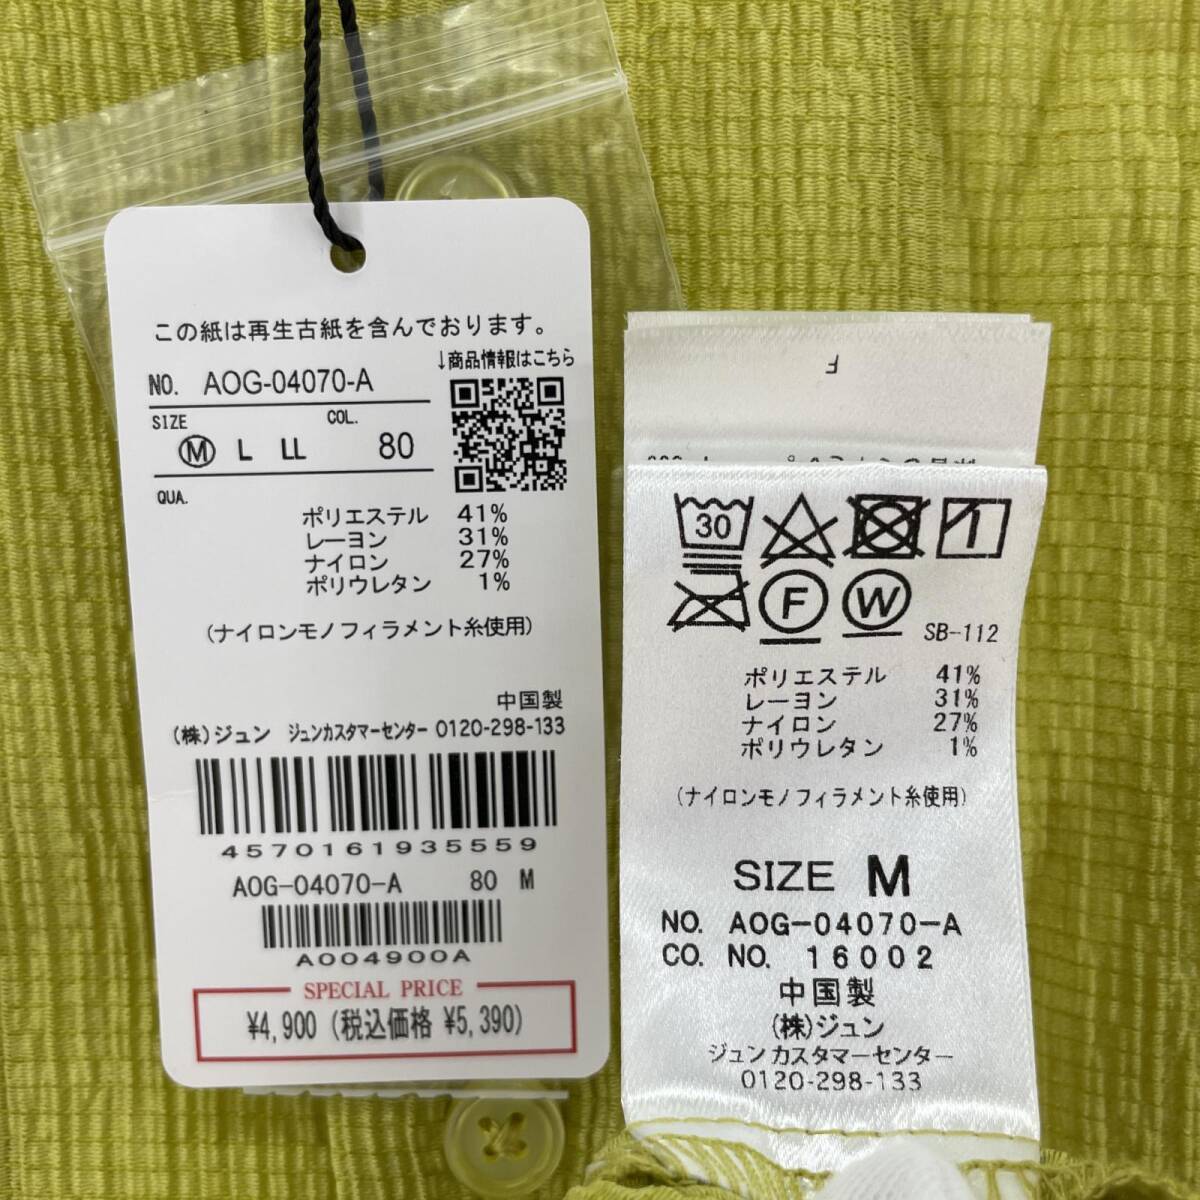 この紙は再生古紙を含んでおります。
↓商品情報はこちら
NO. AOG-04070-A
SIZE COL.
M L LL 80
QUA.
ポリエステル 41%
レーヨン 31%
ナイロン 27%
ポリウレタン 1%
(ナイロンモノフィラメント糸使用)
中国製
(株)ジュン ジュンカスタマーセンター 0120-298-133
4570161935559
AOG-04070-A 80 M
A004900A
SPECIAL PRICE
¥4,900 (税込価格 ¥5,390)
F
30
F W SB-112
ポリエステル 41%
レーヨン 31%
ナイロン 27%
ポリウレタン 1%
(ナイロンモノフィラメント糸使用)
SIZE M
NO. AOG-04070-A
CO. NO. 16002
中国製
(株)ジュン
ジュンカスタマーセンター
0120-298-133